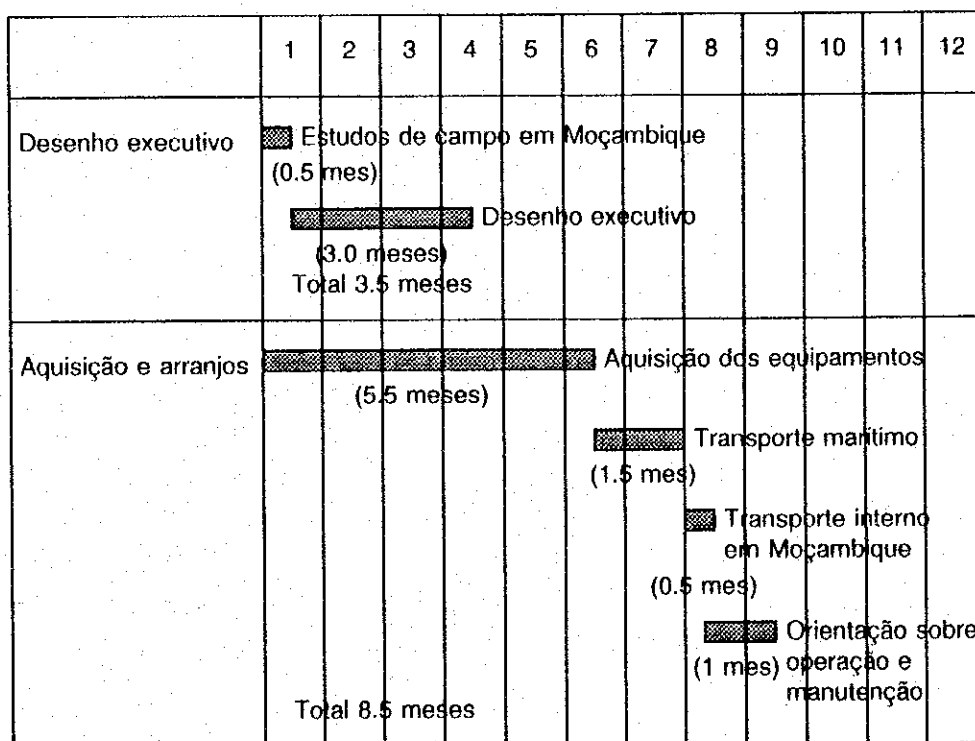 1 2 3 4 5 6 7 8 9 10 11 12
Desenho executivo
Estudos de campo em Moçambique
(0.5 mes)
Desenho executivo
(3.0 meses)
Total 3.5 meses
Aquisição e arranjos
Aquisição dos equipamentos
(5.5 meses)
Transporte marítimo
(1.5 mes)
Transporte interno
em Moçambique
(0.5 mes)
Orientação sobre
operação e
manutenção
(1 mes)
Total 8.5 meses